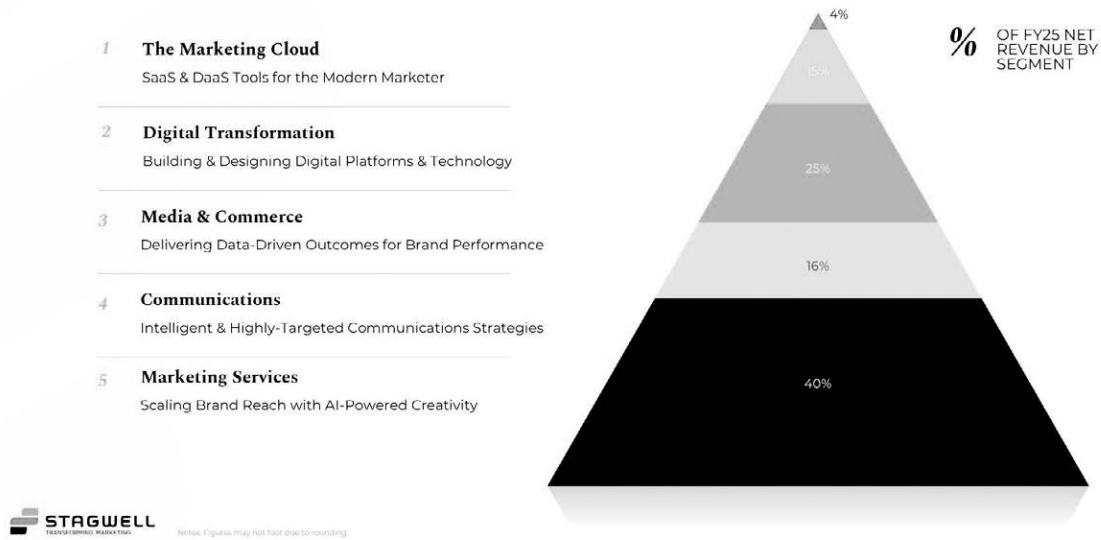 1 The Marketing Cloud
SaaS & DaaS Tools for the Modern Marketer
2 Digital Transformation
Building & Designing Digital Platforms & Technology
3 Media & Commerce
Delivering Data-Driven Outcomes for Brand Performance
4 Communications
Intelligent & Highly-Targeted Communications Strategies
5 Marketing Services
Scaling Brand Reach with AI-Powered Creativity
% OF FY25 NET
REVENUE BY
SEGMENT
4%
15%
25%
16%
40%
STAGWELL
TRANSFORMING MARKETING
Notes: Figures may not foot due to rounding